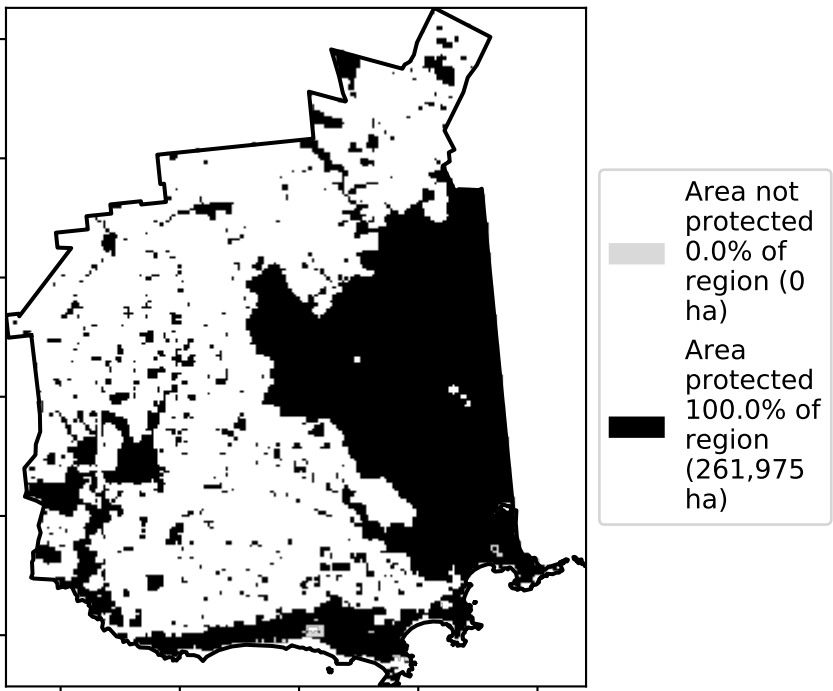 Area not
protected
0.0% of
region (0
ha)
Area
protected
100.0% of
region
(261,975
ha)